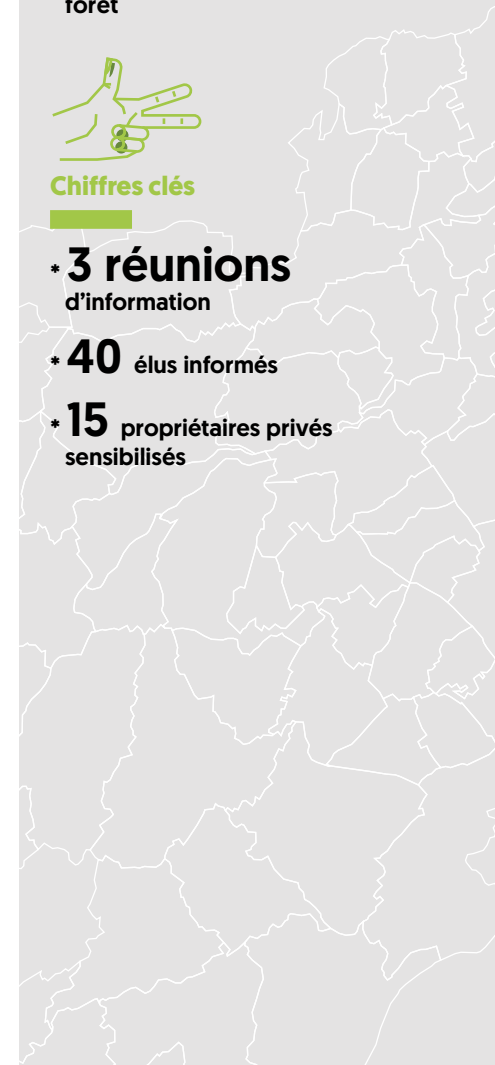 forêt
Chiffres clés
* 3 réunions
d'information
* 40 élus informés
* 15 propriétaires privés
sensibilisés